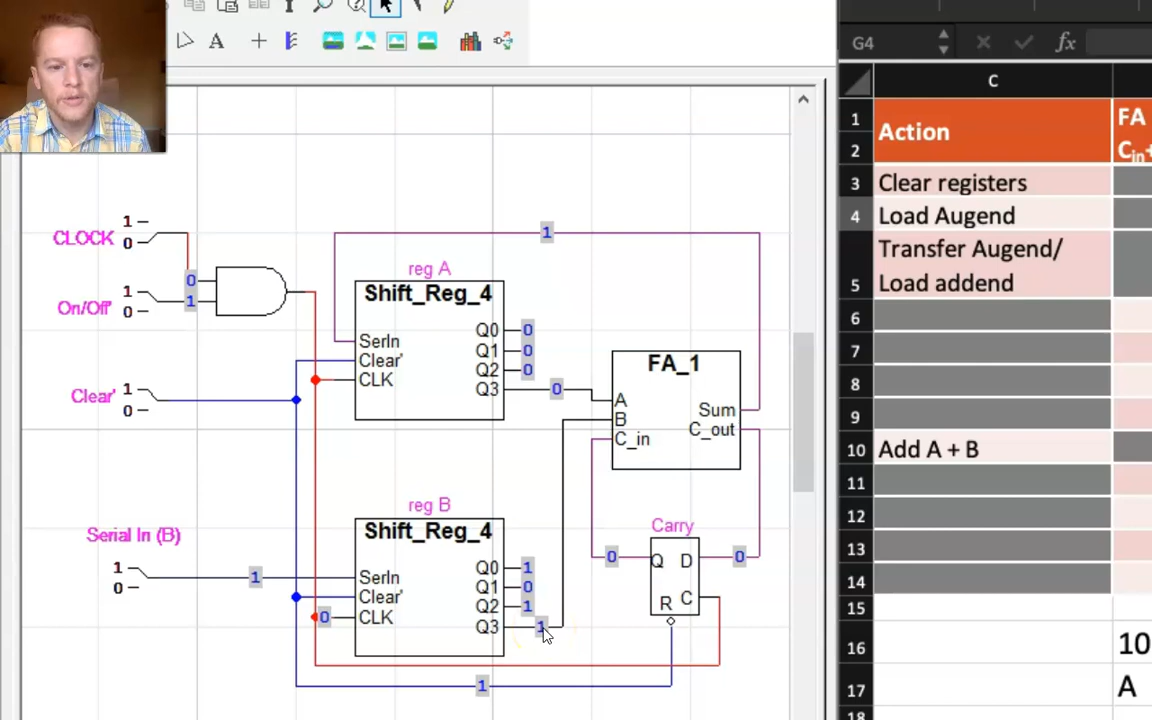 A
G4
fx
C
1
2
3
4
5
6
7
8
9
10
11
12
13
14
15
16
17
18
Action
FA
Cin+
Clear registers
Load Augend
Transfer Augend/
Load addend
Add A + B
10
A
CLOCK
1
0
0
1
On/Off'
1
0
Clear'
1
0
1
reg A
Shift_Reg_4
SerIn
Clear'
CLK
Q0
Q1
Q2
Q3
0
0
0
0
FA_1
A
B
C_in
Sum
C_out
reg B
Shift_Reg_4
SerIn
Clear'
CLK
Q0
Q1
Q2
Q3
1
0
1
1
Serial In (B)
1
0
1
0
Carry
0
Q
D
0
R
C
1